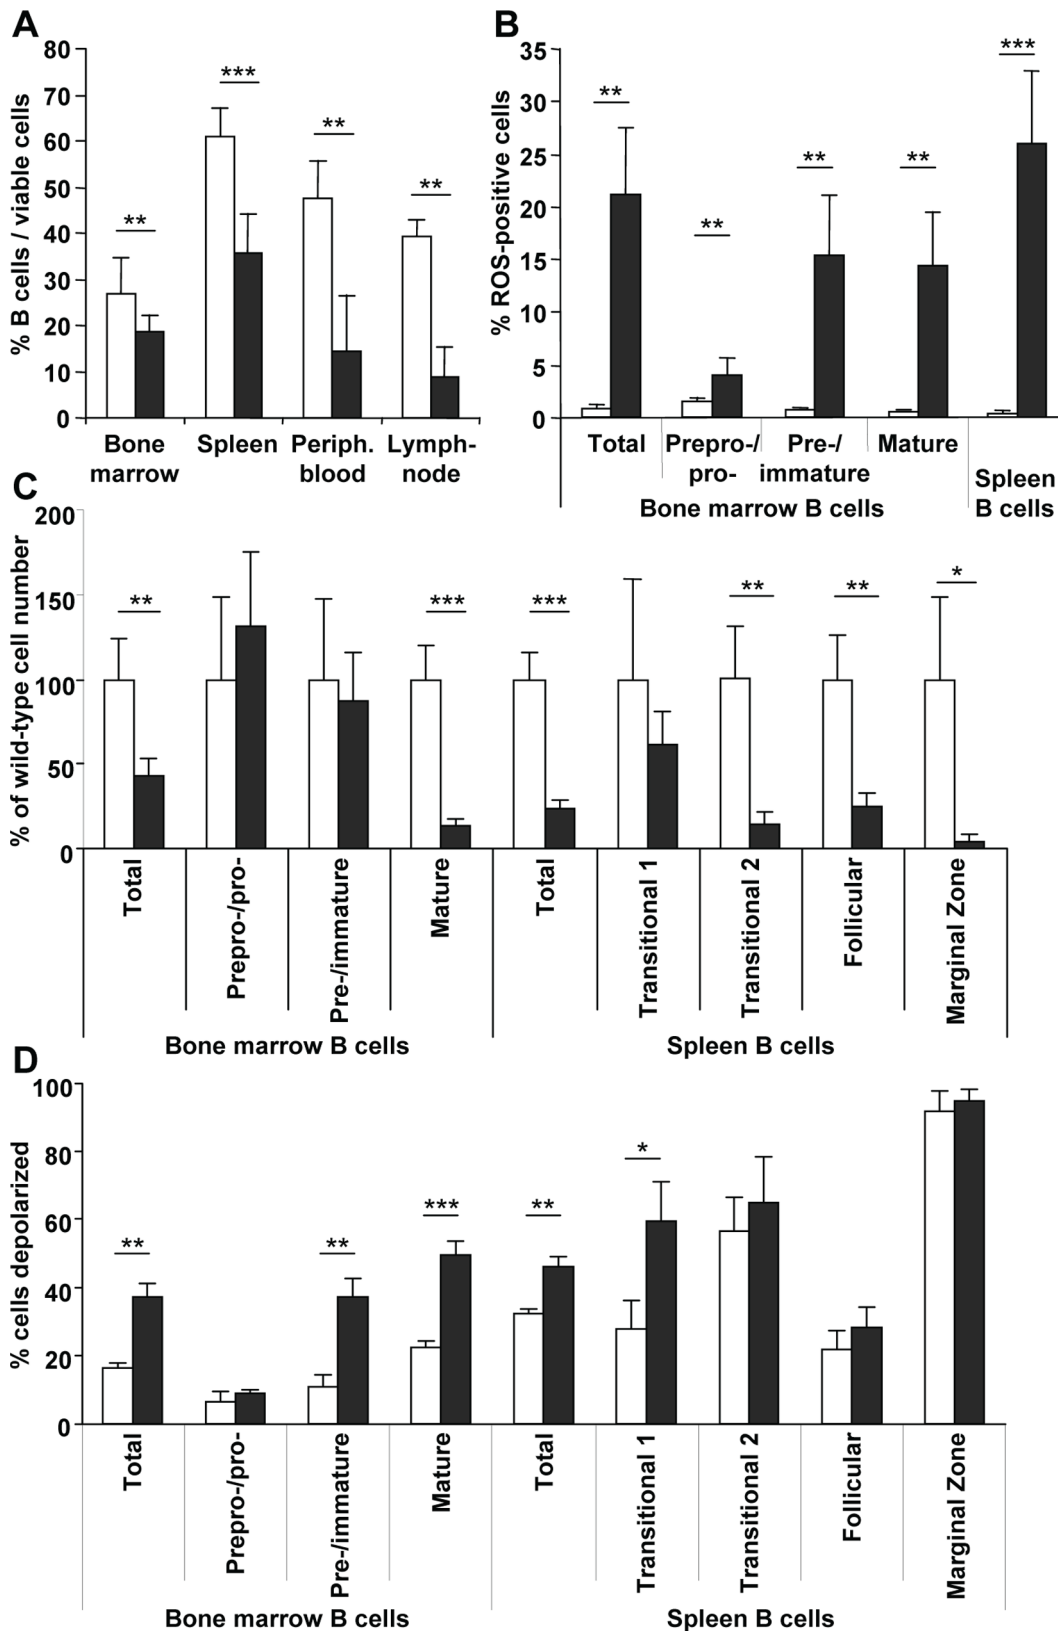 A
% B cells / viable cells
80
70
60
50
40
30
20
10
0
**
***
**
**
Bone
marrow
Spleen
Periph.
blood
Lymph-
node
B
% ROS-positive cells
35
30
25
20
15
10
5
0
**
**
**
**
***
Total
Prepro-/
pro-
Pre-/
immature
Mature
Spleen
B cells
Bone marrow B cells
C
% of wild-type cell number
200
150
100
50
0
**
***
***
**
**
*
Total
Prepro-/pro-
Pre-/immature
Mature
Total
Transitional 1
Transitional 2
Follicular
Marginal Zone
Bone marrow B cells
Spleen B cells
D
% cells depolarized
100
80
60
40
20
0
**
**
***
**
*
Total
Prepro-/pro-
Pre-/immature
Mature
Total
Transitional 1
Transitional 2
Follicular
Marginal Zone
Bone marrow B cells
Spleen B cells